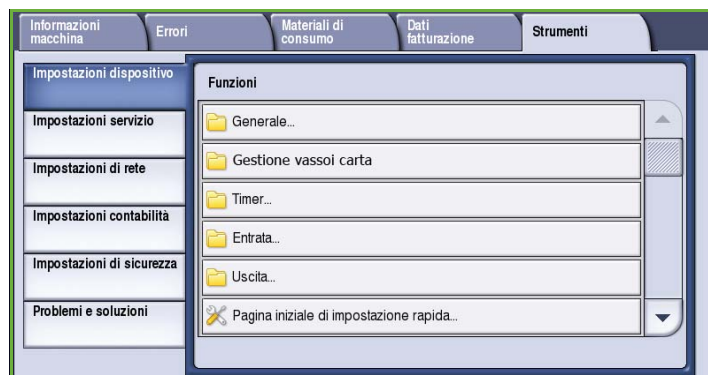 Informazioni
macchina
Errori
Materiali di
consumo
Dati
fatturazione
Strumenti
Impostazioni dispositivo
Impostazioni servizio
Impostazioni di rete
Impostazioni contabilità
Impostazioni di sicurezza
Problemi e soluzioni
Funzioni
Generale...
Gestione vassoi carta
Timer...
Entrata...
Uscita...
Pagina iniziale di impostazione rapida...